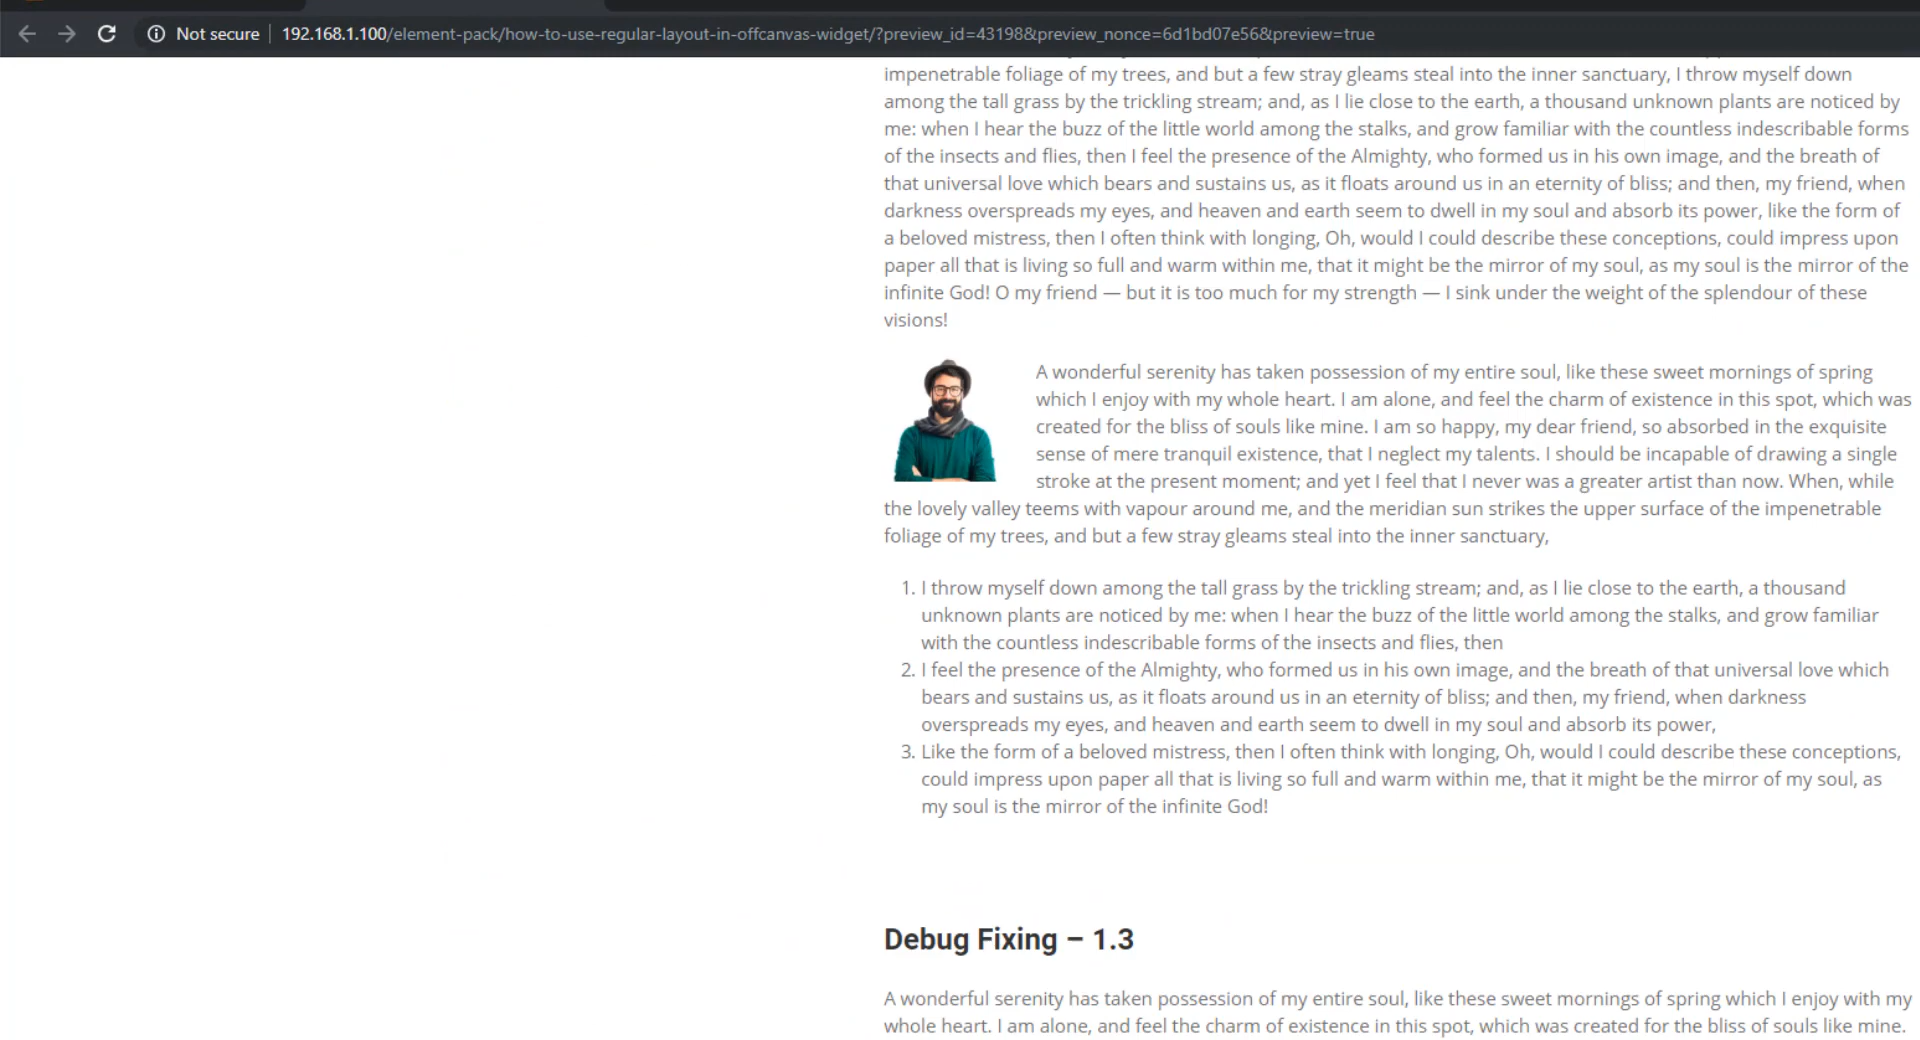 Not secure | 192.168.1.100/element-pack/how-to-use-regular-layout-in-offcanvas-widget/?preview_id=43198&preview_nonce=6d1bd07e56&preview=true
impenetrable foliage of my trees, and but a few stray gleams steal into the inner sanctuary, I throw myself down
among the tall grass by the trickling stream; and, as I lie close to the earth, a thousand unknown plants are noticed by
me: when I hear the buzz of the little world among the stalks, and grow familiar with the countless indescribable forms
of the insects and flies, then I feel the presence of the Almighty, who formed us in his own image, and the breath of
that universal love which bears and sustains us, as it floats around us in an eternity of bliss; and then, my friend, when
darkness overspreads my eyes, and heaven and earth seem to dwell in my soul and absorb its power, like the form of
a beloved mistress, then I often think with longing, Oh, would I could describe these conceptions, could impress upon
paper all that is living so full and warm within me, that it might be the mirror of my soul, as my soul is the mirror of the
infinite God! O my friend — but it is too much for my strength — I sink under the weight of the splendour of these
visions!
A wonderful serenity has taken possession of my entire soul, like these sweet mornings of spring
which I enjoy with my whole heart. I am alone, and feel the charm of existence in this spot, which was
created for the bliss of souls like mine. I am so happy, my dear friend, so absorbed in the exquisite
sense of mere tranquil existence, that I neglect my talents. I should be incapable of drawing a single
stroke at the present moment; and yet I feel that I never was a greater artist than now. When, while
the lovely valley teems with vapour around me, and the meridian sun strikes the upper surface of the impenetrable
foliage of my trees, and but a few stray gleams steal into the inner sanctuary,
1. I throw myself down among the tall grass by the trickling stream; and, as I lie close to the earth, a thousand
unknown plants are noticed by me: when I hear the buzz of the little world among the stalks, and grow familiar
with the countless indescribable forms of the insects and flies, then
2. I feel the presence of the Almighty, who formed us in his own image, and the breath of that universal love which
bears and sustains us, as it floats around us in an eternity of bliss; and then, my friend, when darkness
overspreads my eyes, and heaven and earth seem to dwell in my soul and absorb its power,
3. Like the form of a beloved mistress, then I often think with longing, Oh, would I could describe these conceptions,
could impress upon paper all that is living so full and warm within me, that it might be the mirror of my soul, as
my soul is the mirror of the infinite God!
Debug Fixing – 1.3
A wonderful serenity has taken possession of my entire soul, like these sweet mornings of spring which I enjoy with my
whole heart. I am alone, and feel the charm of existence in this spot, which was created for the bliss of souls like mine.